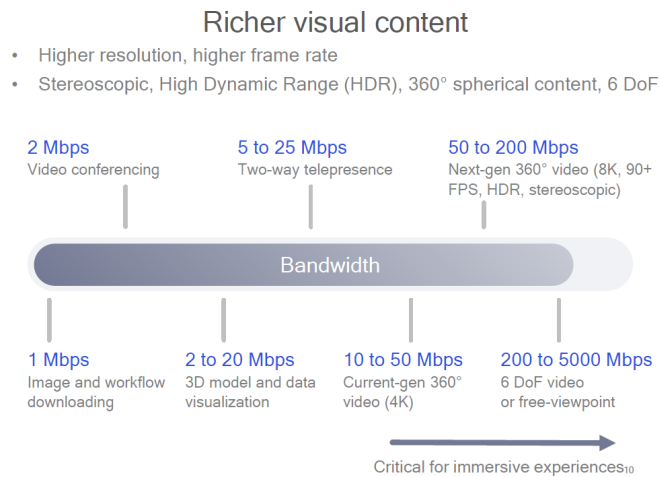 Richer visual content
• Higher resolution, higher frame rate
• Stereoscopic, High Dynamic Range (HDR), 360° spherical content, 6 DoF
2 Mbps
Video conferencing
5 to 25 Mbps
Two-way telepresence
50 to 200 Mbps
Next-gen 360° video (8K, 90+
FPS, HDR, stereoscopic)
Bandwidth
1 Mbps
Image and workflow
downloading
2 to 20 Mbps
3D model and data
visualization
10 to 50 Mbps
Current-gen 360°
video (4K)
200 to 5000 Mbps
6 DoF video
or free-viewpoint
Critical for immersive experiences10